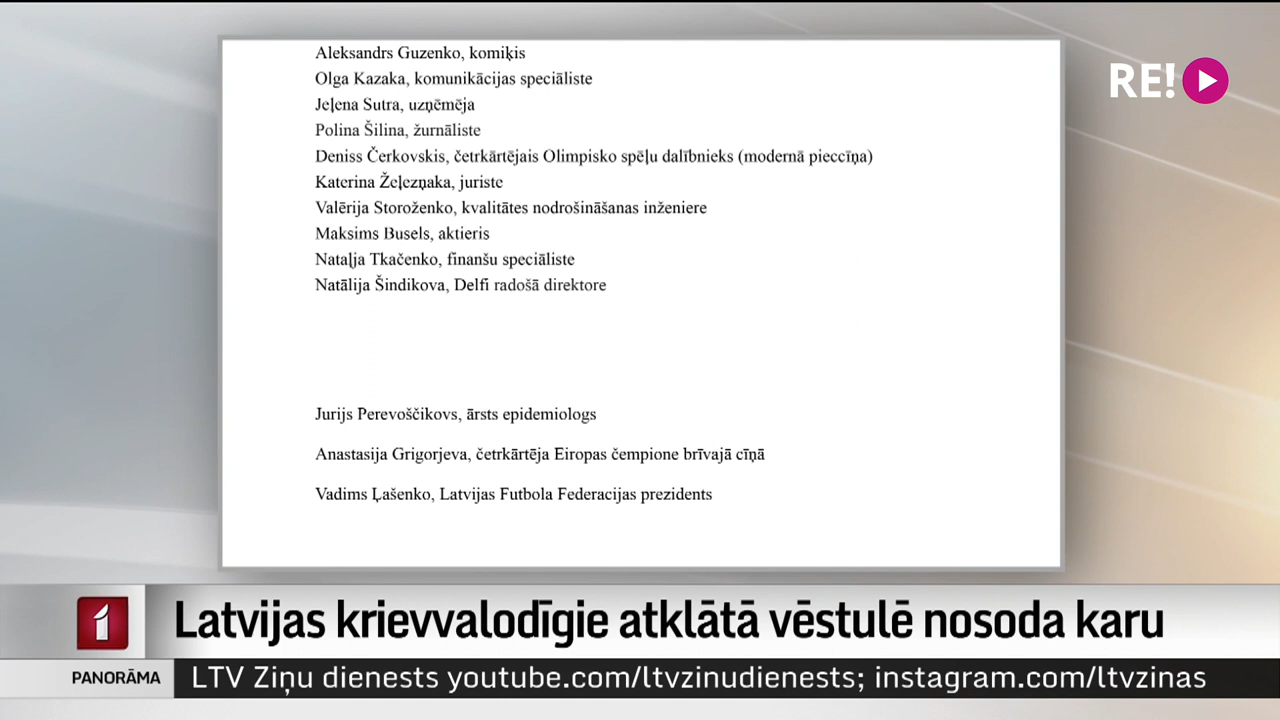 Aleksandrs Guzenko, komiķis
Olga Kazaka, komunikācijas speciāliste
Jeļena Sutra, uzņēmēja
Polina Šilina, žurnāliste
Deniss Čerkovskis, četrkārtējais Olimpisko spēļu dalībnieks (modernā pieccīņa)
Katerina Žeļezņaka, juriste
Valērija Storoženko, kvalitātes nodrošināšanas inženiere
Maksims Busels, aktieris
Nataļja Tkačenko, finanšu speciāliste
Natālija Šindikova, Delfi radošā direktore
Jurijs Perevoščikovs, ārsts epidemiologs
Anastasija Grigorjeva, četrkārtēja Eiropas čempione brīvajā cīņā
Vadims Ļašenko, Latvijas Futbola Federacijas prezidents
RE!
1
Latvijas krievvalodīgie atklātā vēstulē nosoda karu
PANORĀMA
LTV Ziņu dienests youtube.com/ltvzinudienests; instagram.com/ltvzinas